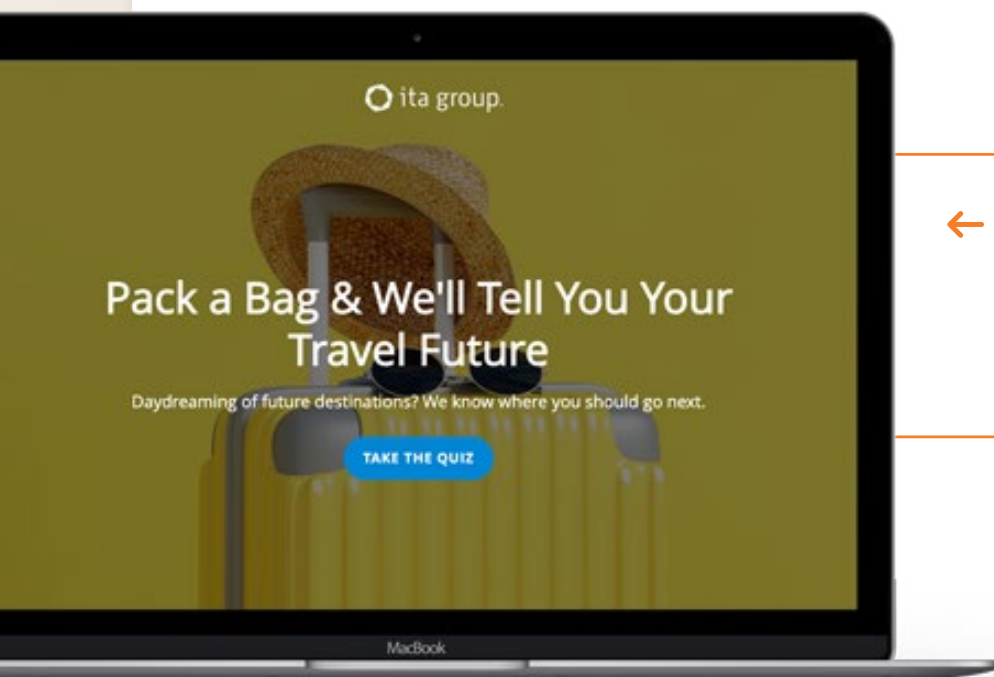 ita group.
Pack a Bag & We'll Tell You Your
Travel Future
Daydreaming of future destinations? We know where you should go next.
TAKE THE QUIZ
MacBook